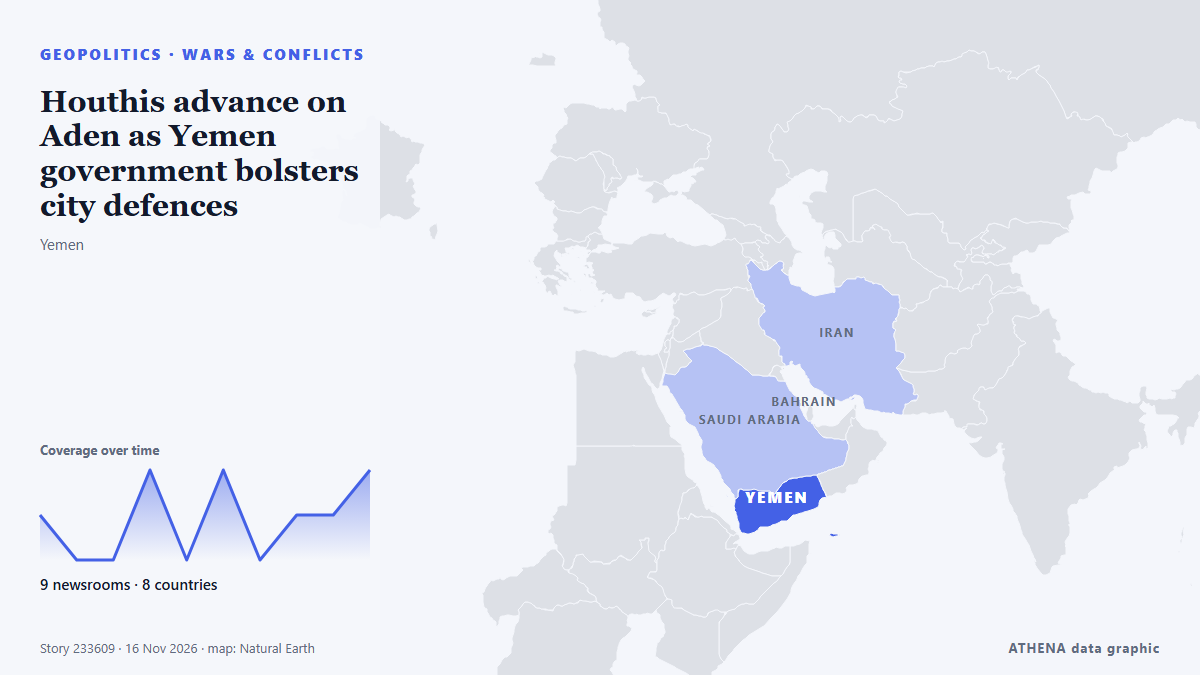 GEOPOLITICS · WARS & CONFLICTS
Houthis advance on
Aden as Yemen
government bolsters
city defences
Yemen
IRAN
BAHRAIN
SAUDI ARABIA
YEMEN
Coverage over time
9 newsrooms · 8 countries
Story 233609 · 16 Nov 2026 · map: Natural Earth
ATHENA data graphic